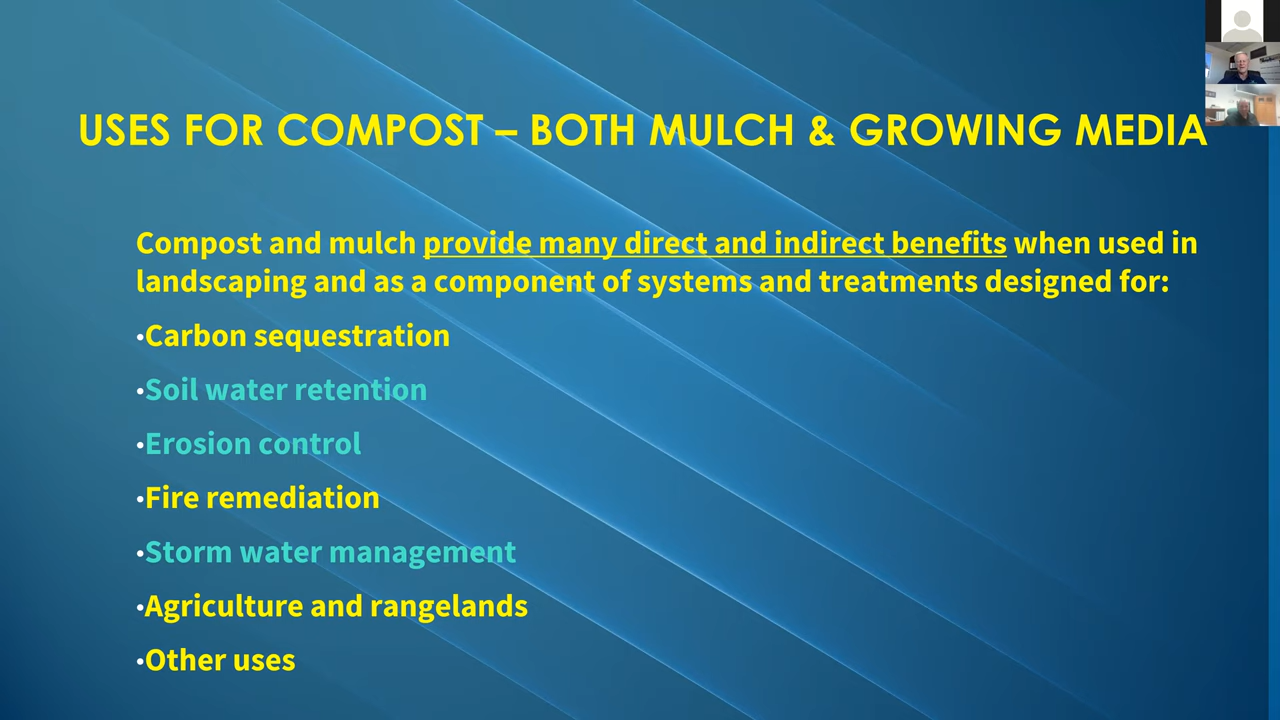 USES FOR COMPOST – BOTH MULCH & GROWING MEDIA
Compost and mulch provide many direct and indirect benefits when used in
landscaping and as a component of systems and treatments designed for:
•Carbon sequestration
•Soil water retention
•Erosion control
•Fire remediation
•Storm water management
•Agriculture and rangelands
•Other uses